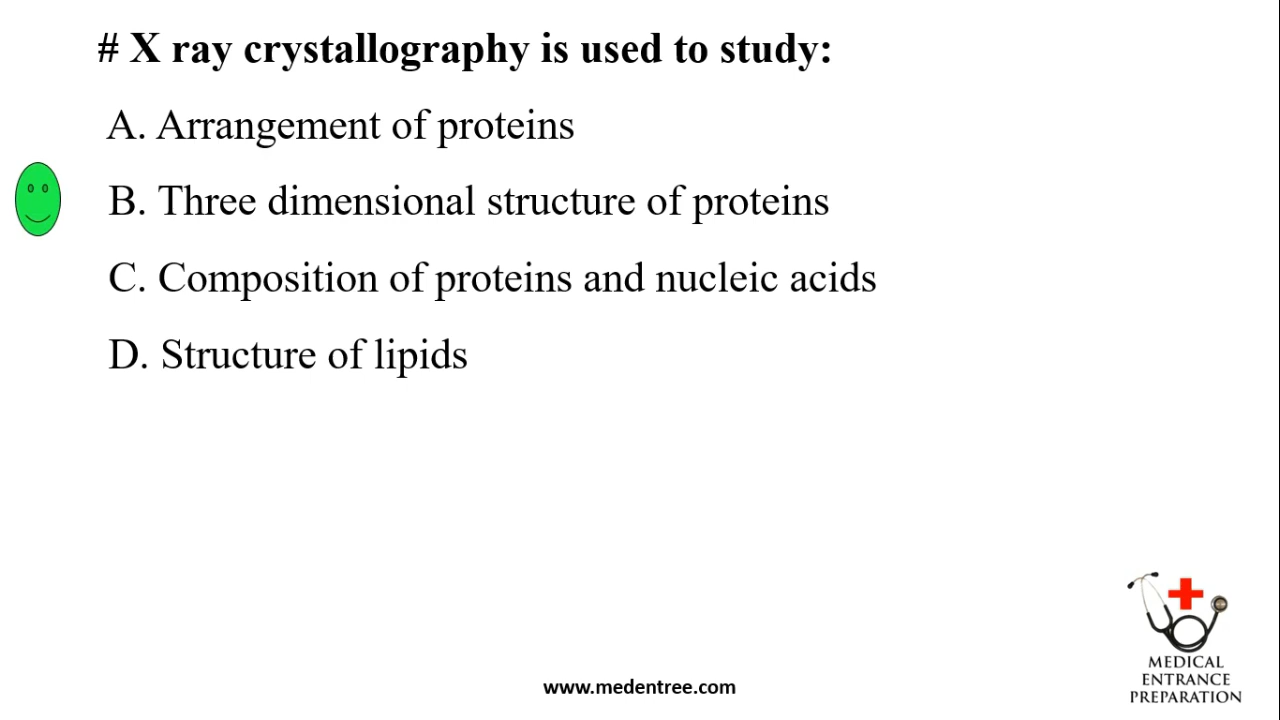 # X ray crystallography is used to study:
A. Arrangement of proteins
B. Three dimensional structure of proteins
C. Composition of proteins and nucleic acids
D. Structure of lipids
MEDICAL
ENTRANCE
PREPARATION
www.medentree.com